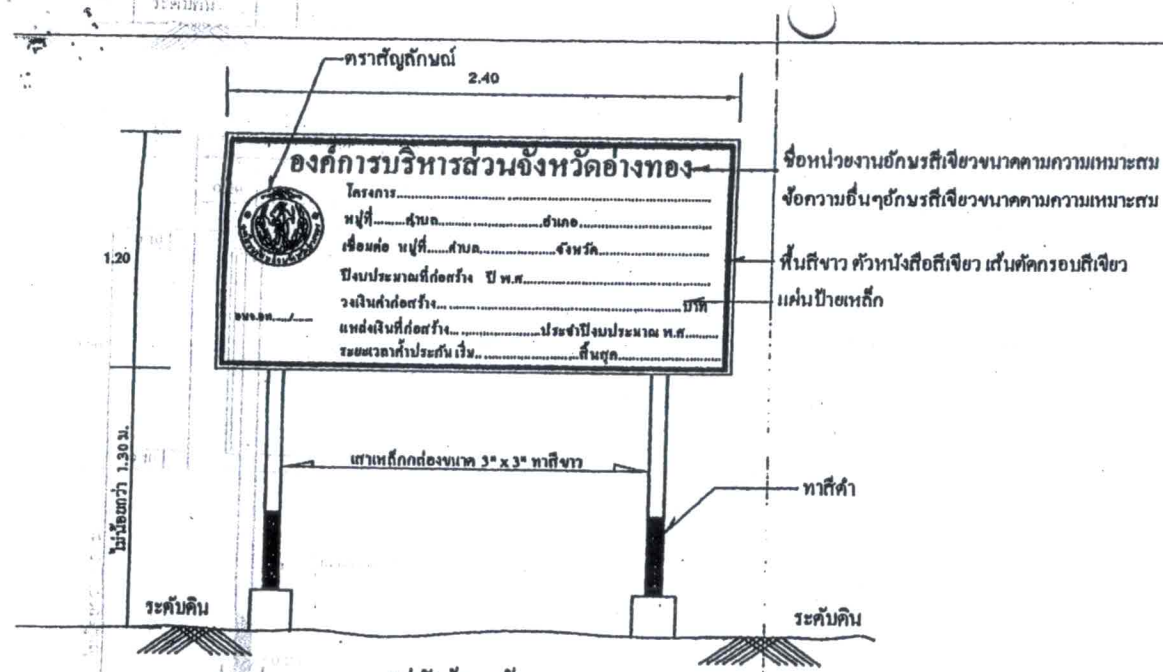 ระดับดิน
ตราสัญลักษณ์
2.40
องค์การบริหารส่วนจังหวัดอ่างทอง
ชื่อหน่วยงานอักษรสีเขียวขนาดตามความเหมาะสม
ข้อความอื่นๆอักษรสีเขียวขนาดตามความเหมาะสม
โครงการ................................................
หมู่ที่........ตำบล........................อำเภอ........................
เชื่อมต่อ หมู่ที่.....ตำบล.................จังหวัด........................
1.20
พื้นสีขาว ตัวหนังสือสีเขียว เส้นตัดกรอบสีเขียว
ปีงบประมาณที่ก่อสร้าง ปี พ.ศ................................
วงเงินค่าก่อสร้าง................................................บาท
แผ่นป้ายเหล็ก
อบจ.อท...../.....
แหล่งเงินที่ก่อสร้าง.....................ประจำปีงบประมาณ พ.ศ........
ระยะเวลาค้ำประกัน เริ่ม.....................สิ้นสุด.....................
ไม่น้อยกว่า 1.30 ม.
เสาเหล็กกล่องขนาด 3" x 3" ทาสีขาว
ทาสีดำ
ระดับดิน
ระดับดิน